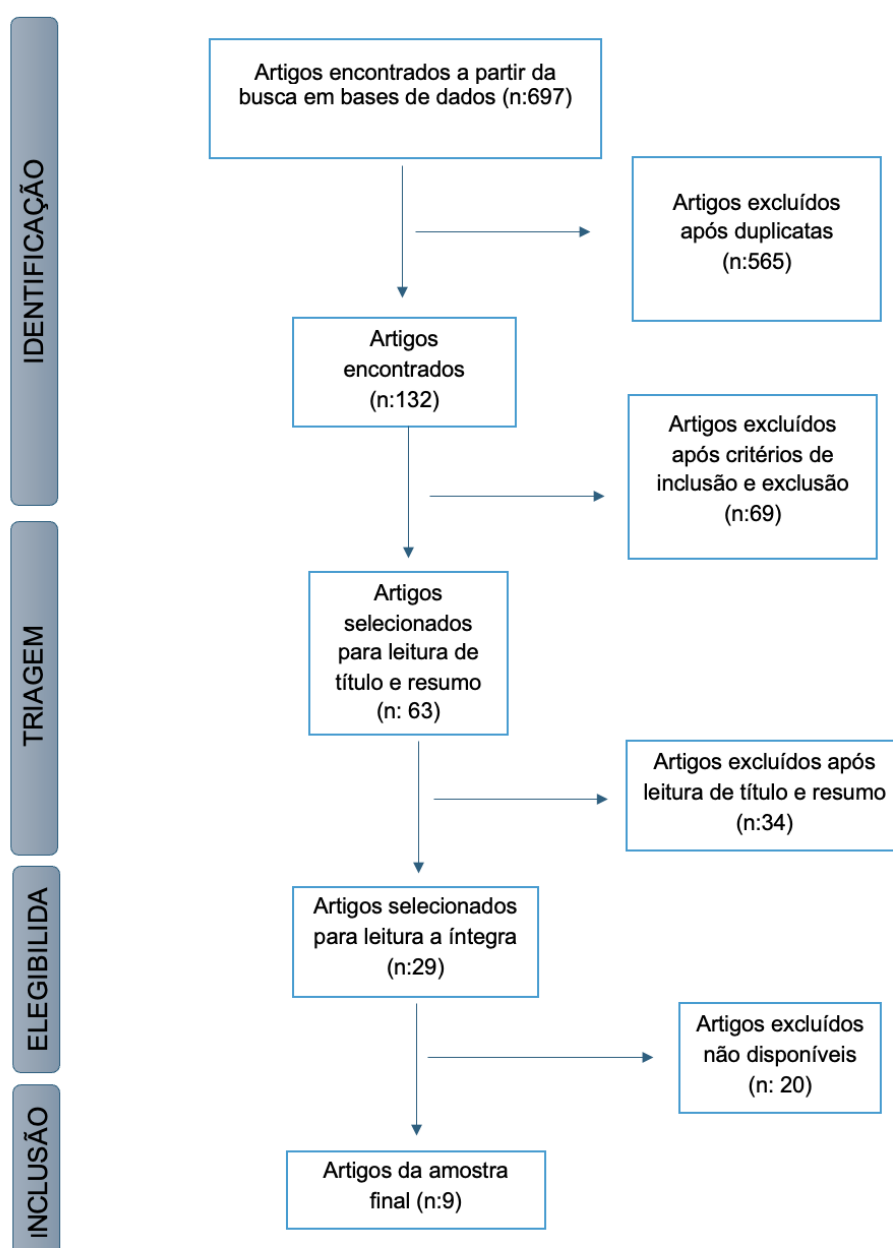 Artigos encontrados a partir da
busca em bases de dados (n:697)
IDENTIFICAÇÃO
Artigos excluídos
após duplicatas
(n:565)
Artigos
encontrados
(n:132)
Artigos excluídos
após critérios de
inclusão e exclusão
(n:69)
TRIAGEM
Artigos
selecionados
para leitura de
título e resumo
(n: 63)
Artigos excluídos após
leitura de título e resumo
(n:34)
ELEGIBILIDA
Artigos selecionados
para leitura a íntegra
(n:29)
Artigos excluídos
não disponíveis
(n: 20)
INCLUSÃO
Artigos da amostra
final (n:9)